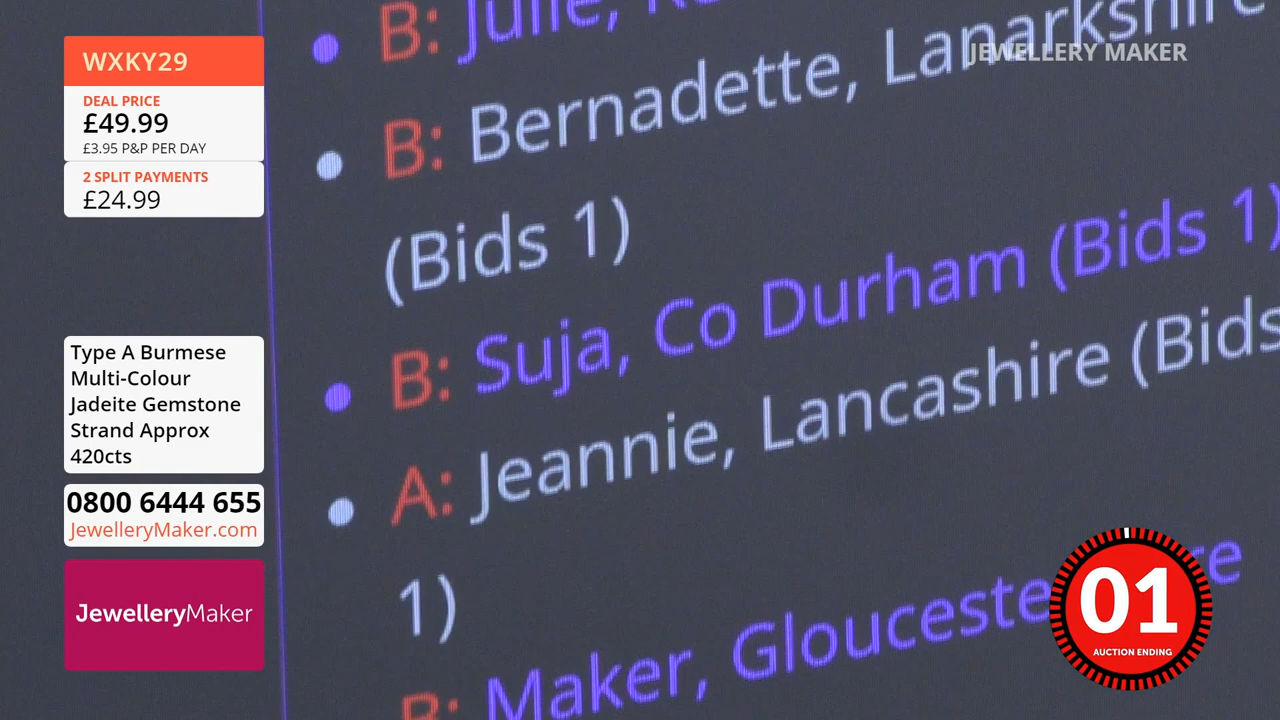 WXKY29
DEAL PRICE
£49.99
£3.95 P&P PER DAY
2 SPLIT PAYMENTS
£24.99
Type A Burmese
Multi-Colour
Jadeite Gemstone
Strand Approx
420cts
0800 6444 655
JewelleryMaker.com
JewelleryMaker
JEWELLERY MAKER
B: Julie,
B: Bernadette, Lanarkshire
(Bids 1)
B: Suja, Co Durham (Bids 1)
A: Jeannie, Lancashire (Bids
1)
B: Maker,
01
AUCTION ENDING